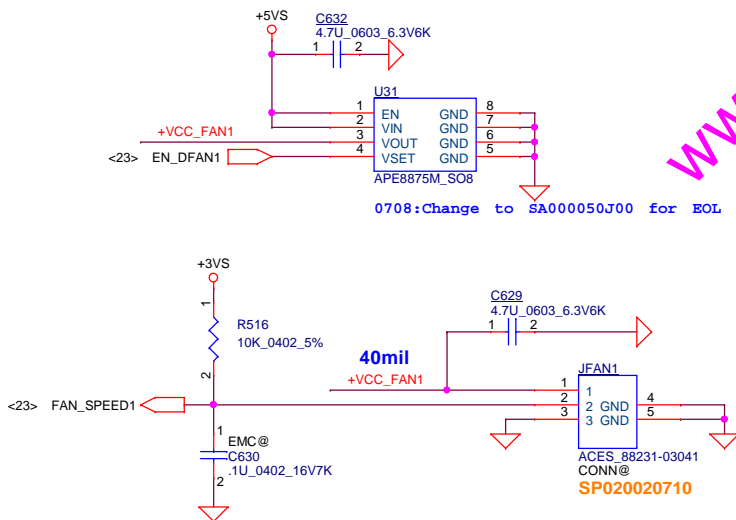 +5VS
C632
4.7U_0603_6.3V6K
1 2
U31
1 EN GND 8
2 VIN GND 7
+VCC_FAN1 3 VOUT GND 6
<23> EN_DFAN1 4 VSET GND 5
APE8875M_SO8
0708:Change to SA000050J00 for EOL
WW
+3VS
1
R516
10K_0402_5%
2
C629
4.7U_0603_6.3V6K
1 2
40mil
+VCC_FAN1
JFAN1
1 1
<23> FAN_SPEED1 2 2 GND 4
3 3 GND 5
1
EMC@
C630
.1U_0402_16V7K
2
ACES_88231-03041
CONN@
SP020020710